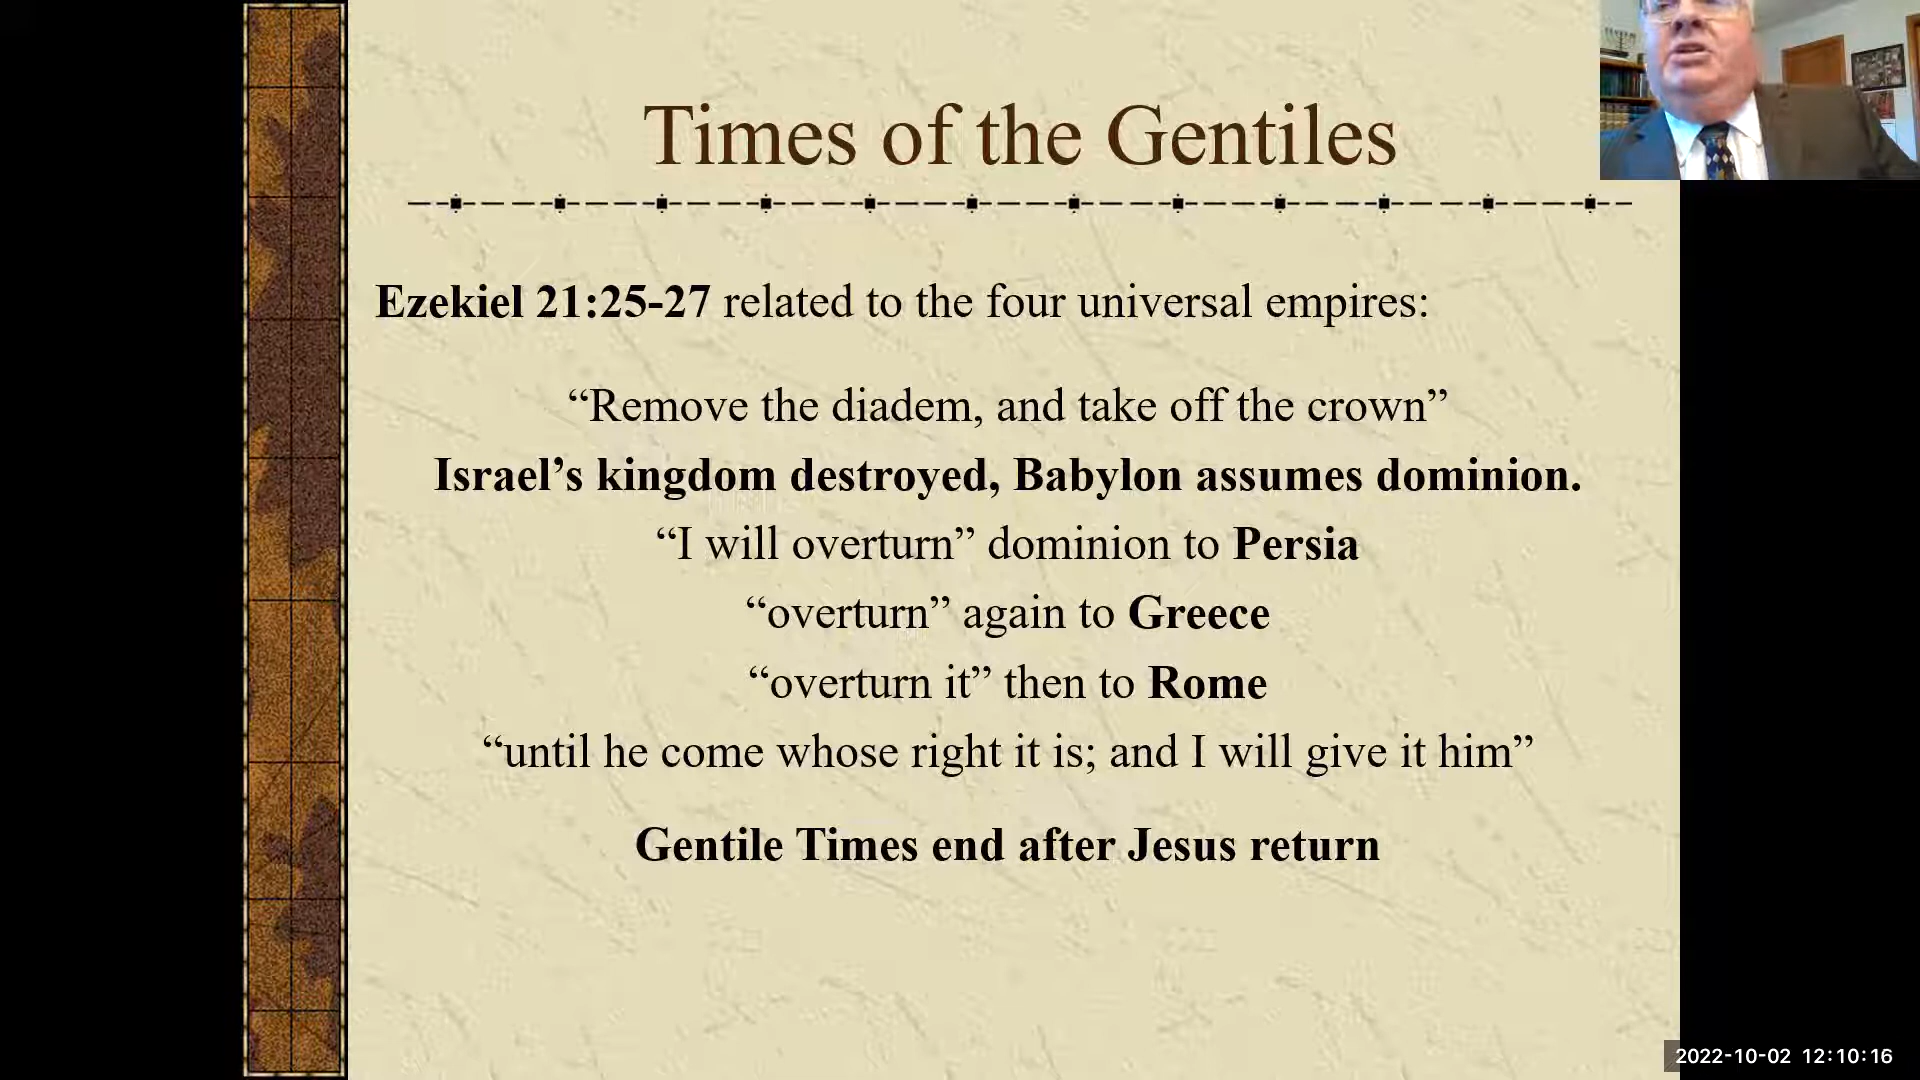 Times of the Gentiles
Ezekiel 21:25-27 related to the four universal empires:
“Remove the diadem, and take off the crown”
Israel’s kingdom destroyed, Babylon assumes dominion.
“I will overturn” dominion to Persia
“overturn” again to Greece
“overturn it” then to Rome
“until he come whose right it is; and I will give it him”
Gentile Times end after Jesus return
2022-10-02 12:10:16